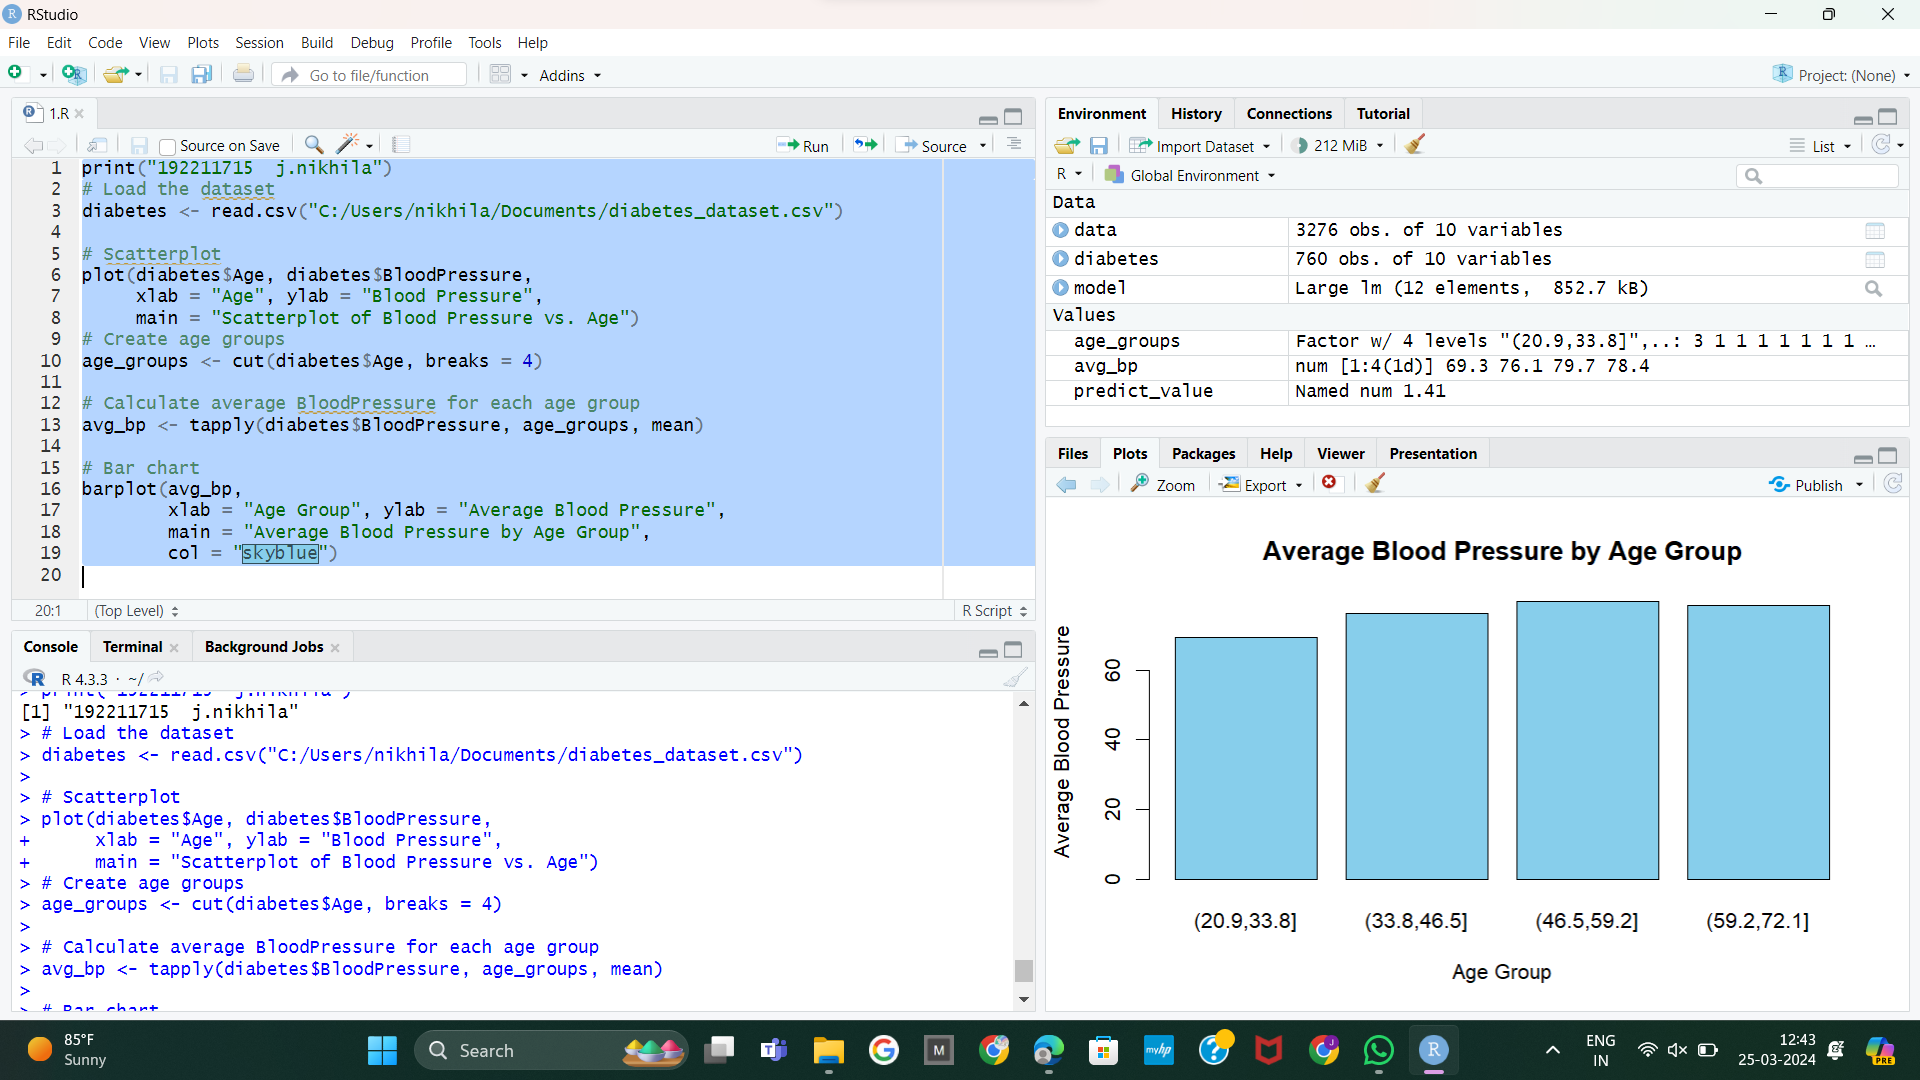 RStudio
File Edit Code View Plots Session Build Debug Profile Tools Help
Go to file/function Addins Project: (None)
1.R
Source on Save Run Source
1 print("192211715  j.nikhila")
2 # Load the dataset
3 diabetes <- read.csv("C:/Users/nikhila/Documents/diabetes_dataset.csv")
4
5 # Scatterplot
6 plot(diabetes$Age, diabetes$BloodPressure,
7      xlab = "Age", ylab = "Blood Pressure",
8      main = "Scatterplot of Blood Pressure vs. Age")
9 # Create age groups
10 age_groups <- cut(diabetes$Age, breaks = 4)
11
12 # Calculate average BloodPressure for each age group
13 avg_bp <- tapply(diabetes$BloodPressure, age_groups, mean)
14
15 # Bar chart
16 barplot(avg_bp,
17         xlab = "Age Group", ylab = "Average Blood Pressure",
18         main = "Average Blood Pressure by Age Group",
19         col = "skyblue")
20
20:1 (Top Level) R Script
Console Terminal Background Jobs
R 4.3.3 · ~/
> print("192211715  j.nikhila")
[1] "192211715  j.nikhila"
> # Load the dataset
> diabetes <- read.csv("C:/Users/nikhila/Documents/diabetes_dataset.csv")
>
> # Scatterplot
> plot(diabetes$Age, diabetes$BloodPressure,
+      xlab = "Age", ylab = "Blood Pressure",
+      main = "Scatterplot of Blood Pressure vs. Age")
> # Create age groups
> age_groups <- cut(diabetes$Age, breaks = 4)
>
> # Calculate average BloodPressure for each age group
> avg_bp <- tapply(diabetes$BloodPressure, age_groups, mean)
>
> # Bar chart
Environment History Connections Tutorial
Import Dataset 212 MiB List
R Global Environment
Data
data 3276 obs. of 10 variables
diabetes 760 obs. of 10 variables
model Large lm (12 elements,  852.7 kB)
Values
age_groups Factor w/ 4 levels "(20.9,33.8]",..: 3 1 1 1 1 1 1 1 …
avg_bp num [1:4(1d)] 69.3 76.1 79.7 78.4
predict_value Named num 1.41
Files Plots Packages Help Viewer Presentation
Zoom Export Publish
Average Blood Pressure by Age Group
Average Blood Pressure
60
40
20
0
(20.9,33.8] (33.8,46.5] (46.5,59.2] (59.2,72.1]
Age Group
85°F
Sunny
Search
M
myhp
R
PRE
ENG
IN
12:43
25-03-2024